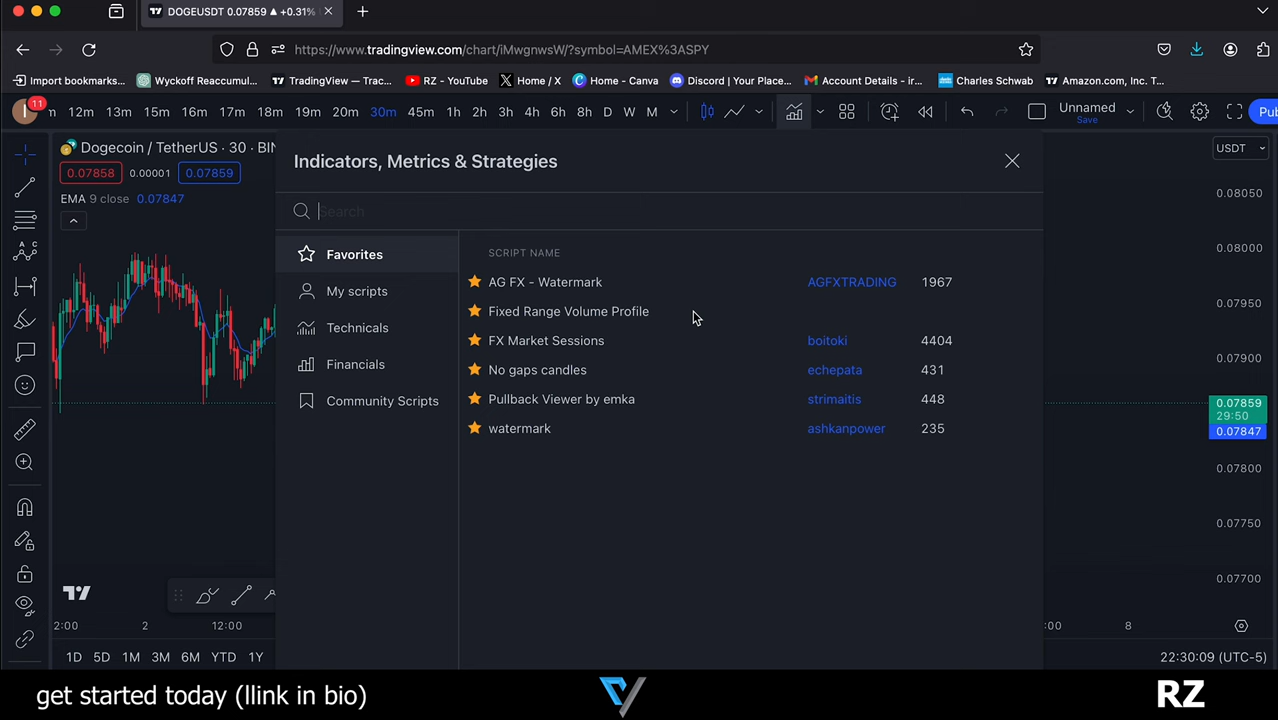 DOGEUSDT 0.07859 ▲ +0.31%
https://www.tradingview.com/chart/iMwgnwsW/?symbol=AMEX%3ASPY
Import bookmarks... Wyckoff Reaccumul... TradingView — Trac... RZ - YouTube Home / X Home - Canva Discord | Your Place... Account Details - ir... Charles Schwab Amazon.com, Inc. T...
I 11 m 12m 13m 15m 16m 17m 18m 19m 20m 30m 45m 1h 2h 3h 4h 6h 8h D W M Unnamed Save Pub
Dogecoin / TetherUS · 30 · BIN
0.07858 0.00001 0.07859
EMA 9 close 0.07847
Indicators, Metrics & Strategies
Search
Favorites
My scripts
Technicals
Financials
Community Scripts
SCRIPT NAME
AG FX - Watermark AGFXTRADING 1967
Fixed Range Volume Profile
FX Market Sessions boitoki 4404
No gaps candles echepata 431
Pullback Viewer by emka strimaitis 448
watermark ashkanpower 235
USDT
0.08050
0.08000
0.07950
0.07900
0.07859
29:50
0.07847
0.07800
0.07750
0.07700
2:00 2 12:00 :00 8
1D 5D 1M 3M 6M YTD 1Y 22:30:09 (UTC-5)
get started today (llink in bio) RZ